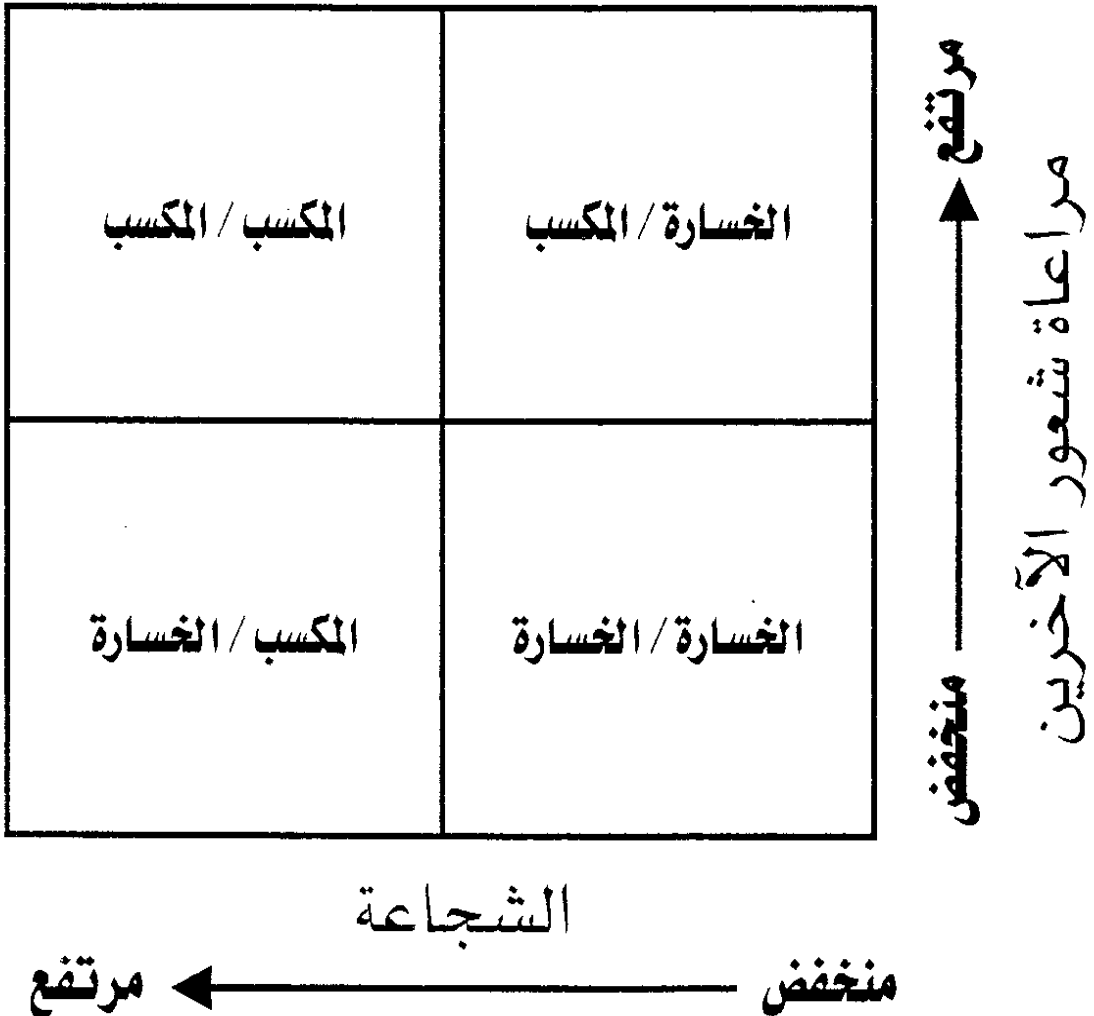 الخسارة / المكسب
المكسب / المكسب
الخسارة / الخسارة
المكسب / الخسارة
مرتفع
منخفض
مراعاة شعور الآخرين
الشجاعة
منخفض
مرتفع